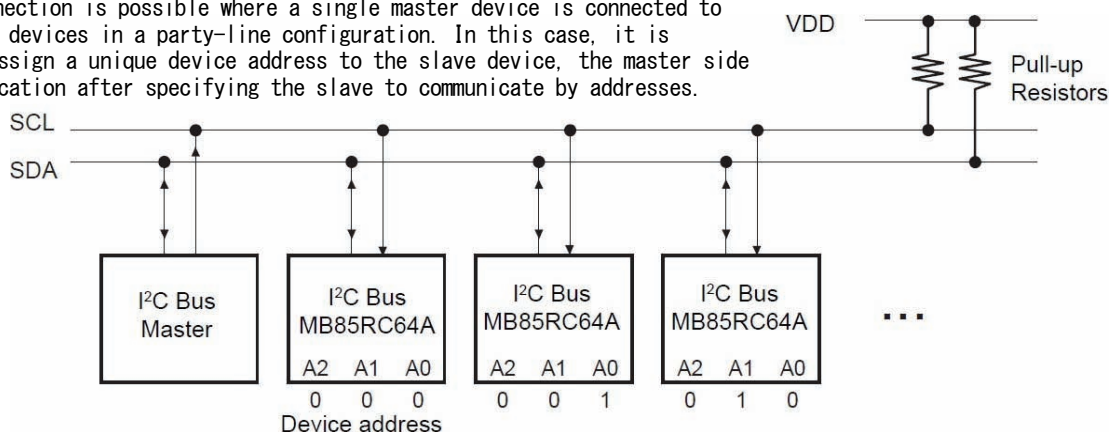 nection is possible where a single master device is connected to
devices in a party-line configuration. In this case, it is
ssign a unique device address to the slave device, the master side
cation after specifying the slave to communicate by addresses.
VDD
Pull-up
Resistors
SCL
SDA
I²C Bus
Master
I²C Bus
MB85RC64A
A2 A1 A0
0 0 0
Device address
I²C Bus
MB85RC64A
A2 A1 A0
0 0 1
I²C Bus
MB85RC64A
A2 A1 A0
0 1 0
...